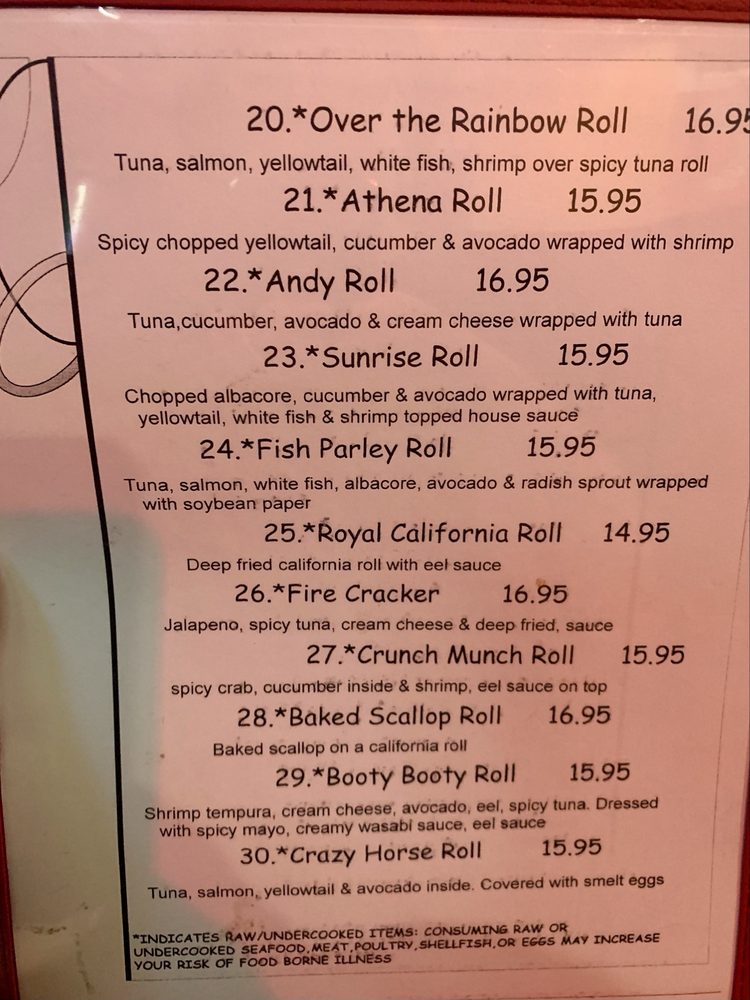 20.*Over the Rainbow Roll 16.95
Tuna, salmon, yellowtail, white fish, shrimp over spicy tuna roll
21.*Athena Roll 15.95
Spicy chopped yellowtail, cucumber & avocado wrapped with shrimp
22.*Andy Roll 16.95
Tuna,cucumber, avocado & cream cheese wrapped with tuna
23.*Sunrise Roll 15.95
Chopped albacore, cucumber & avocado wrapped with tuna,
yellowtail, white fish & shrimp topped house sauce
24.*Fish Parley Roll 15.95
Tuna, salmon, white fish, albacore, avocado & radish sprout wrapped
with soybean paper
25.*Royal California Roll 14.95
Deep fried california roll with eel sauce
26.*Fire Cracker 16.95
Jalapeno, spicy tuna, cream cheese & deep fried, sauce
27.*Crunch Munch Roll 15.95
spicy crab, cucumber inside & shrimp, eel sauce on top
28.*Baked Scallop Roll 16.95
Baked scallop on a california roll
29.*Booty Booty Roll 15.95
Shrimp tempura, cream cheese, avocado, eel, spicy tuna. Dressed
with spicy mayo, creamy wasabi sauce, eel sauce
30.*Crazy Horse Roll 15.95
Tuna, salmon, yellowtail & avocado inside. Covered with smelt eggs
*INDICATES RAW/UNDERCOOKED ITEMS: CONSUMING RAW OR
UNDERCOOKED SEAFOOD,MEAT,POULTRY,SHELLFISH,OR EGGS MAY INCREASE
YOUR RISK OF FOOD BORNE ILLNESS